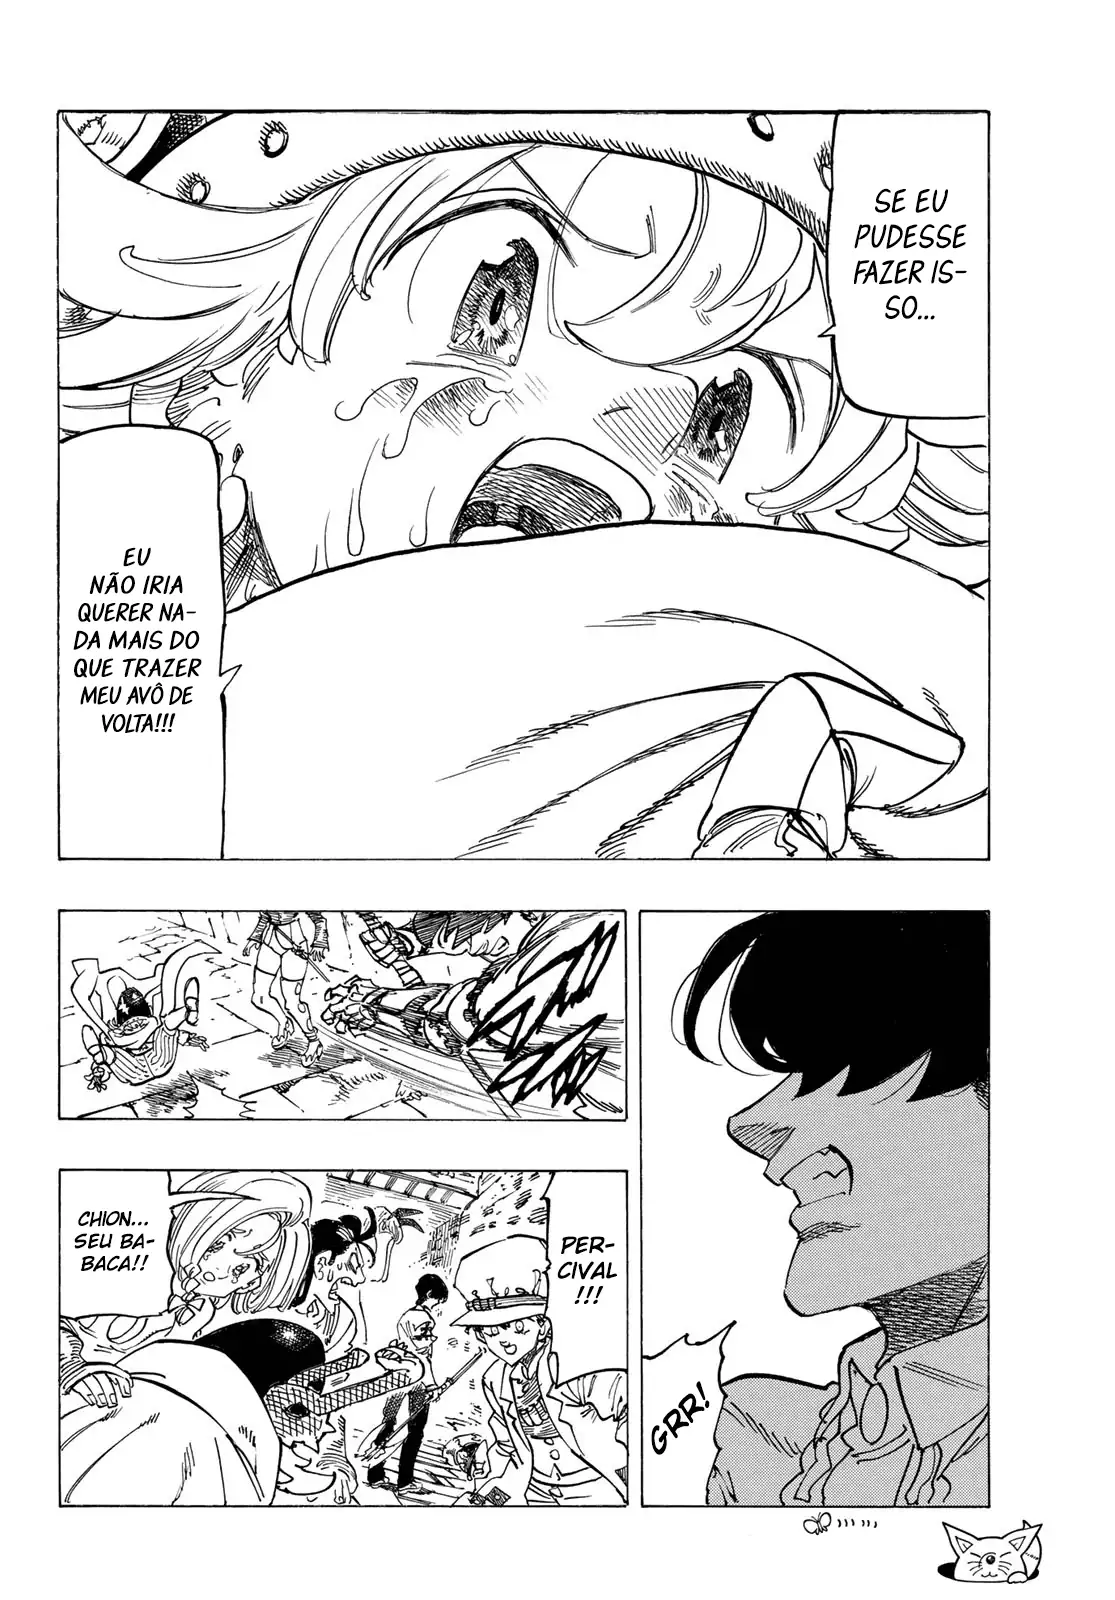 SE EU
PUDESSE
FAZER IS-
SO...
EU
NÃO IRIA
QUERER NA-
DA MAIS DO
QUE TRAZER
MEU AVÔ DE
VOLTA!!!
GRR!
PER-
CIVAL
!!!
CHION...
SEU BA-
BACA!!